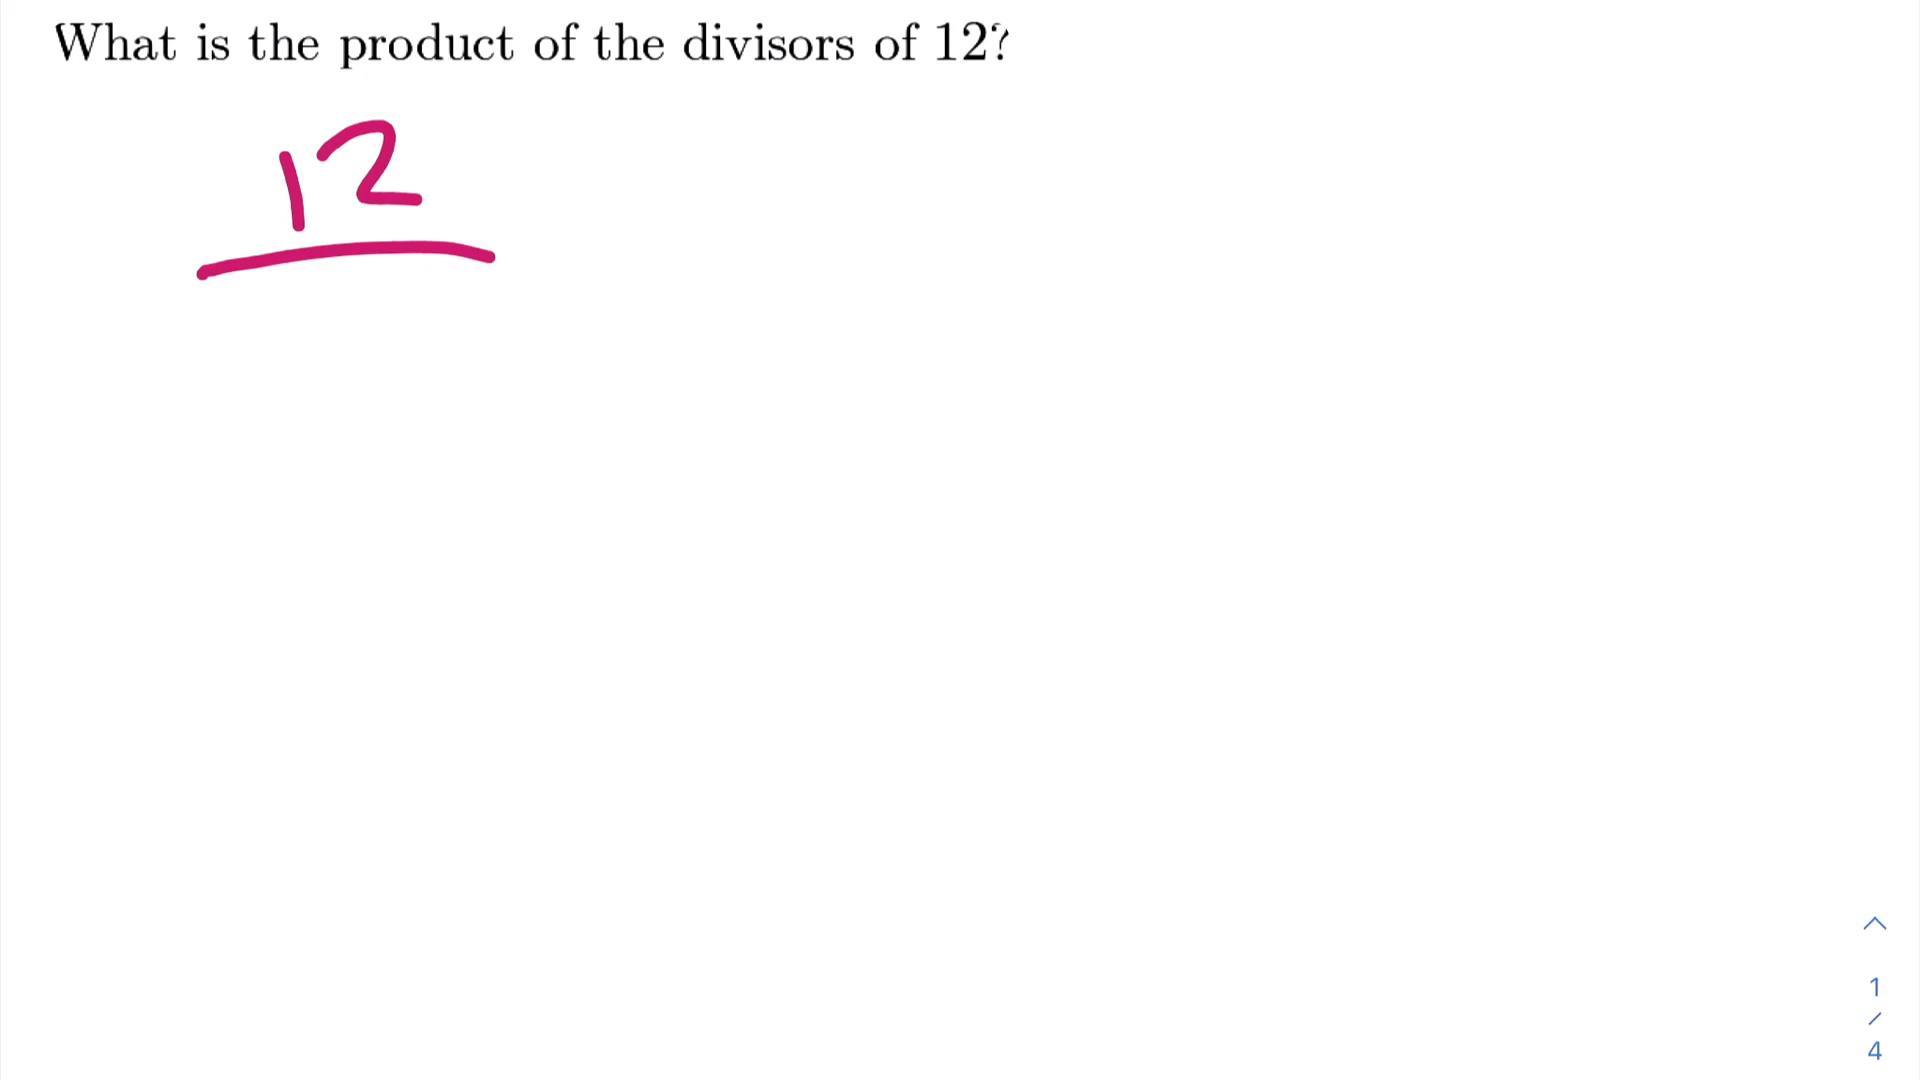 What is the product of the divisors of 12?
12
1
/
4